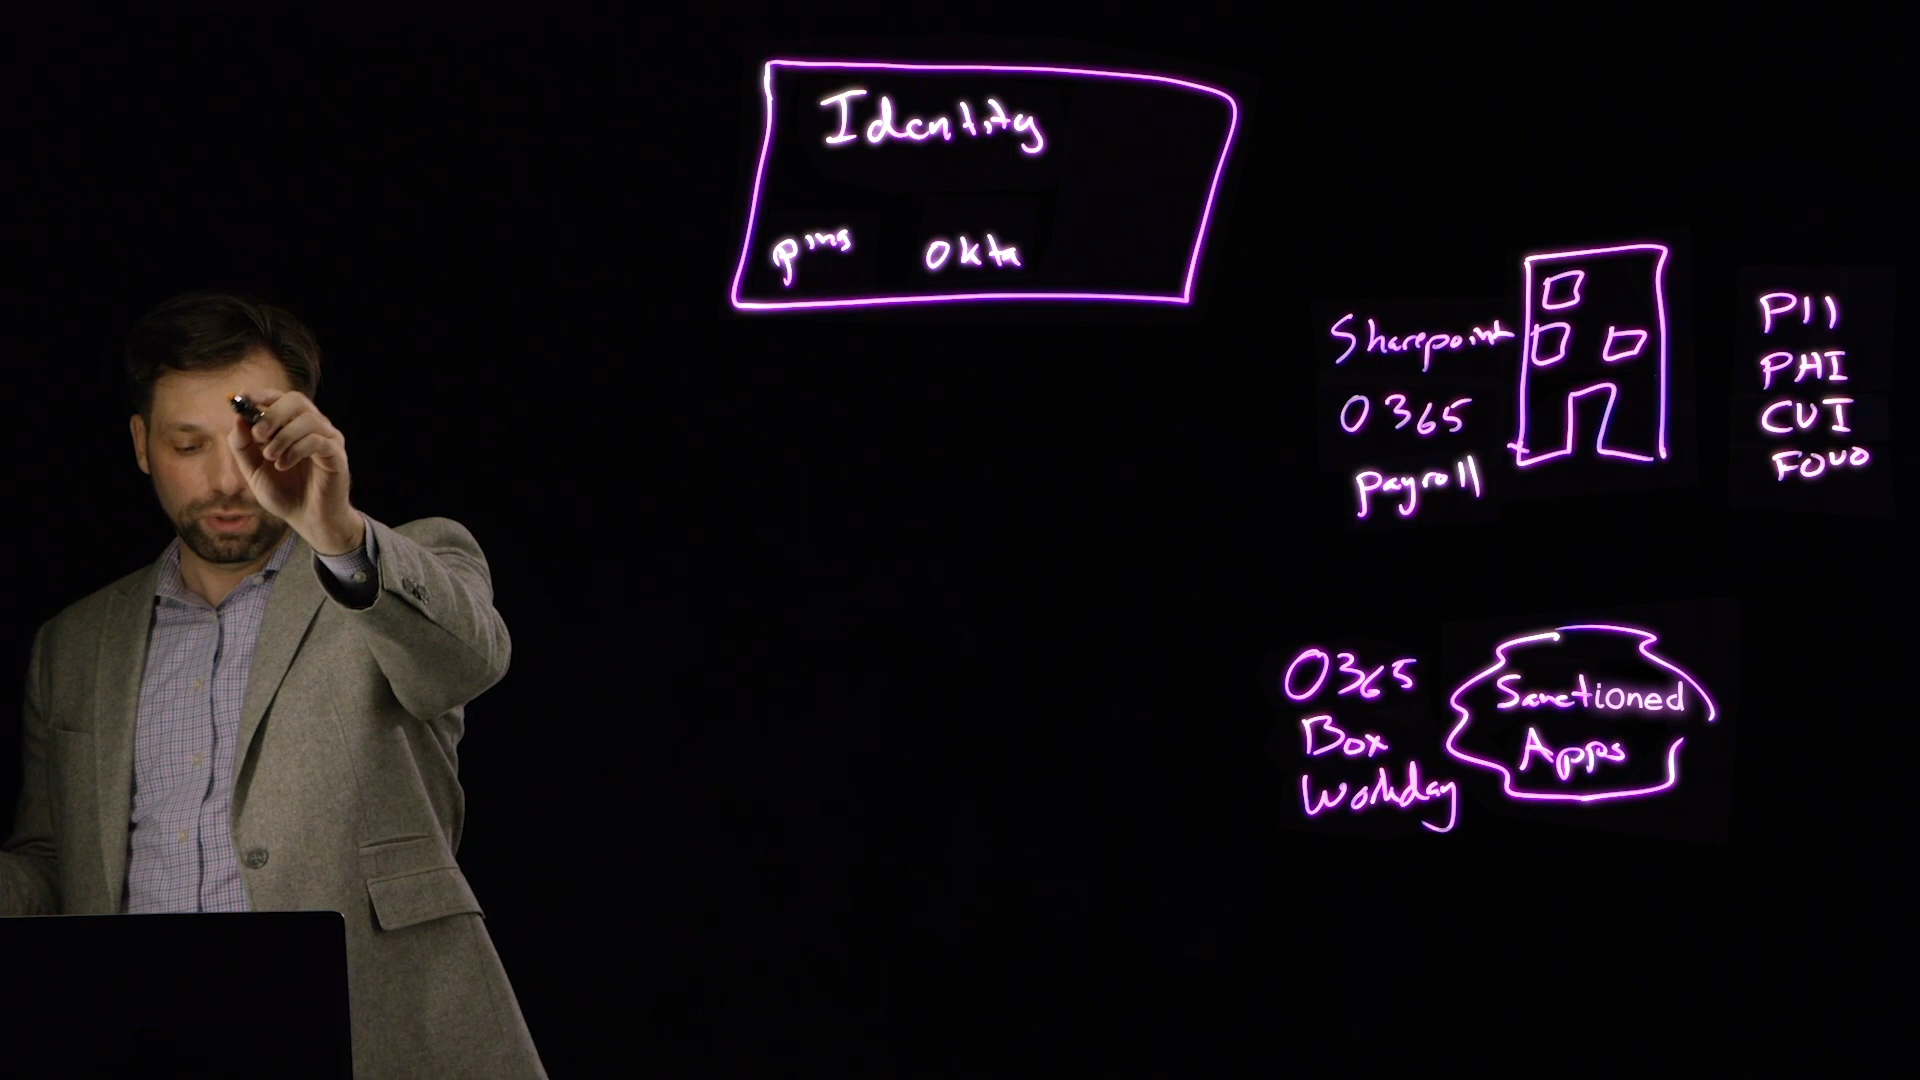 Identity
ping okta
Sharepoint
O365
payroll
PII
PHI
CUI
FOUO
O365
Box
Workday
Sanctioned
Apps